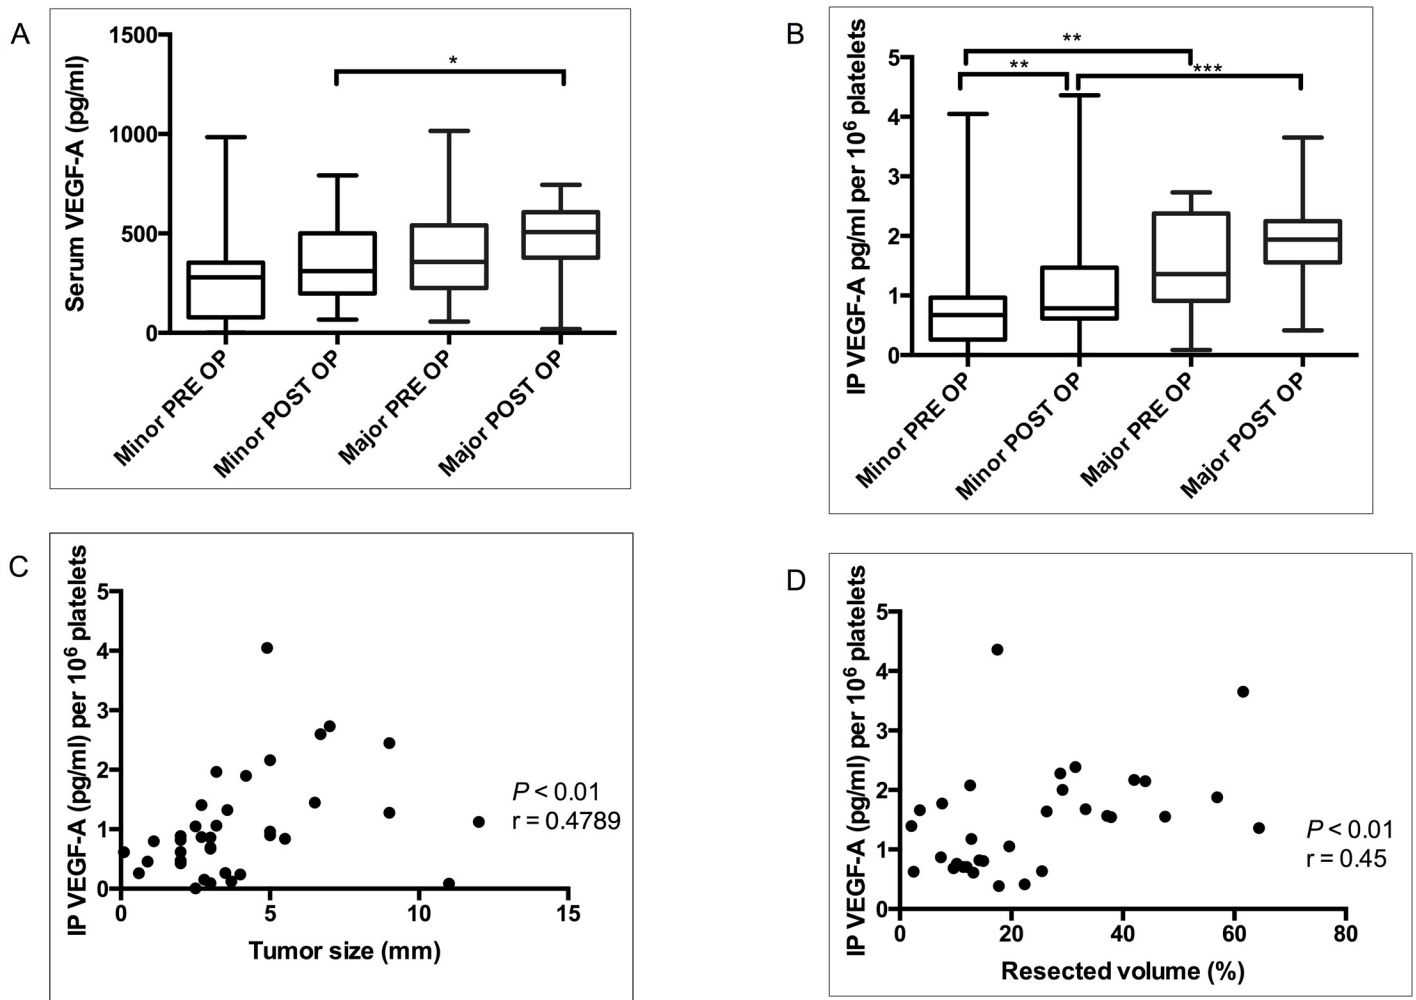 A
Serum VEGF-A (pg/ml)
1500
1000
500
0
*
Minor PRE OP
Minor POST OP
Major PRE OP
Major POST OP
B
IP VEGF-A pg/ml per 10⁶ platelets
5
4
3
2
1
0
**
**
***
Minor PRE OP
Minor POST OP
Major PRE OP
Major POST OP
C
IP VEGF-A (pg/ml) per 10⁶ platelets
5
4
3
2
1
0
0 5 10 15
Tumor size (mm)
P < 0.01
r = 0.4789
D
IP VEGF-A (pg/ml) per 10⁶ platelets
5
4
3
2
1
0
0 20 40 60 80
Resected volume (%)
P < 0.01
r = 0.45